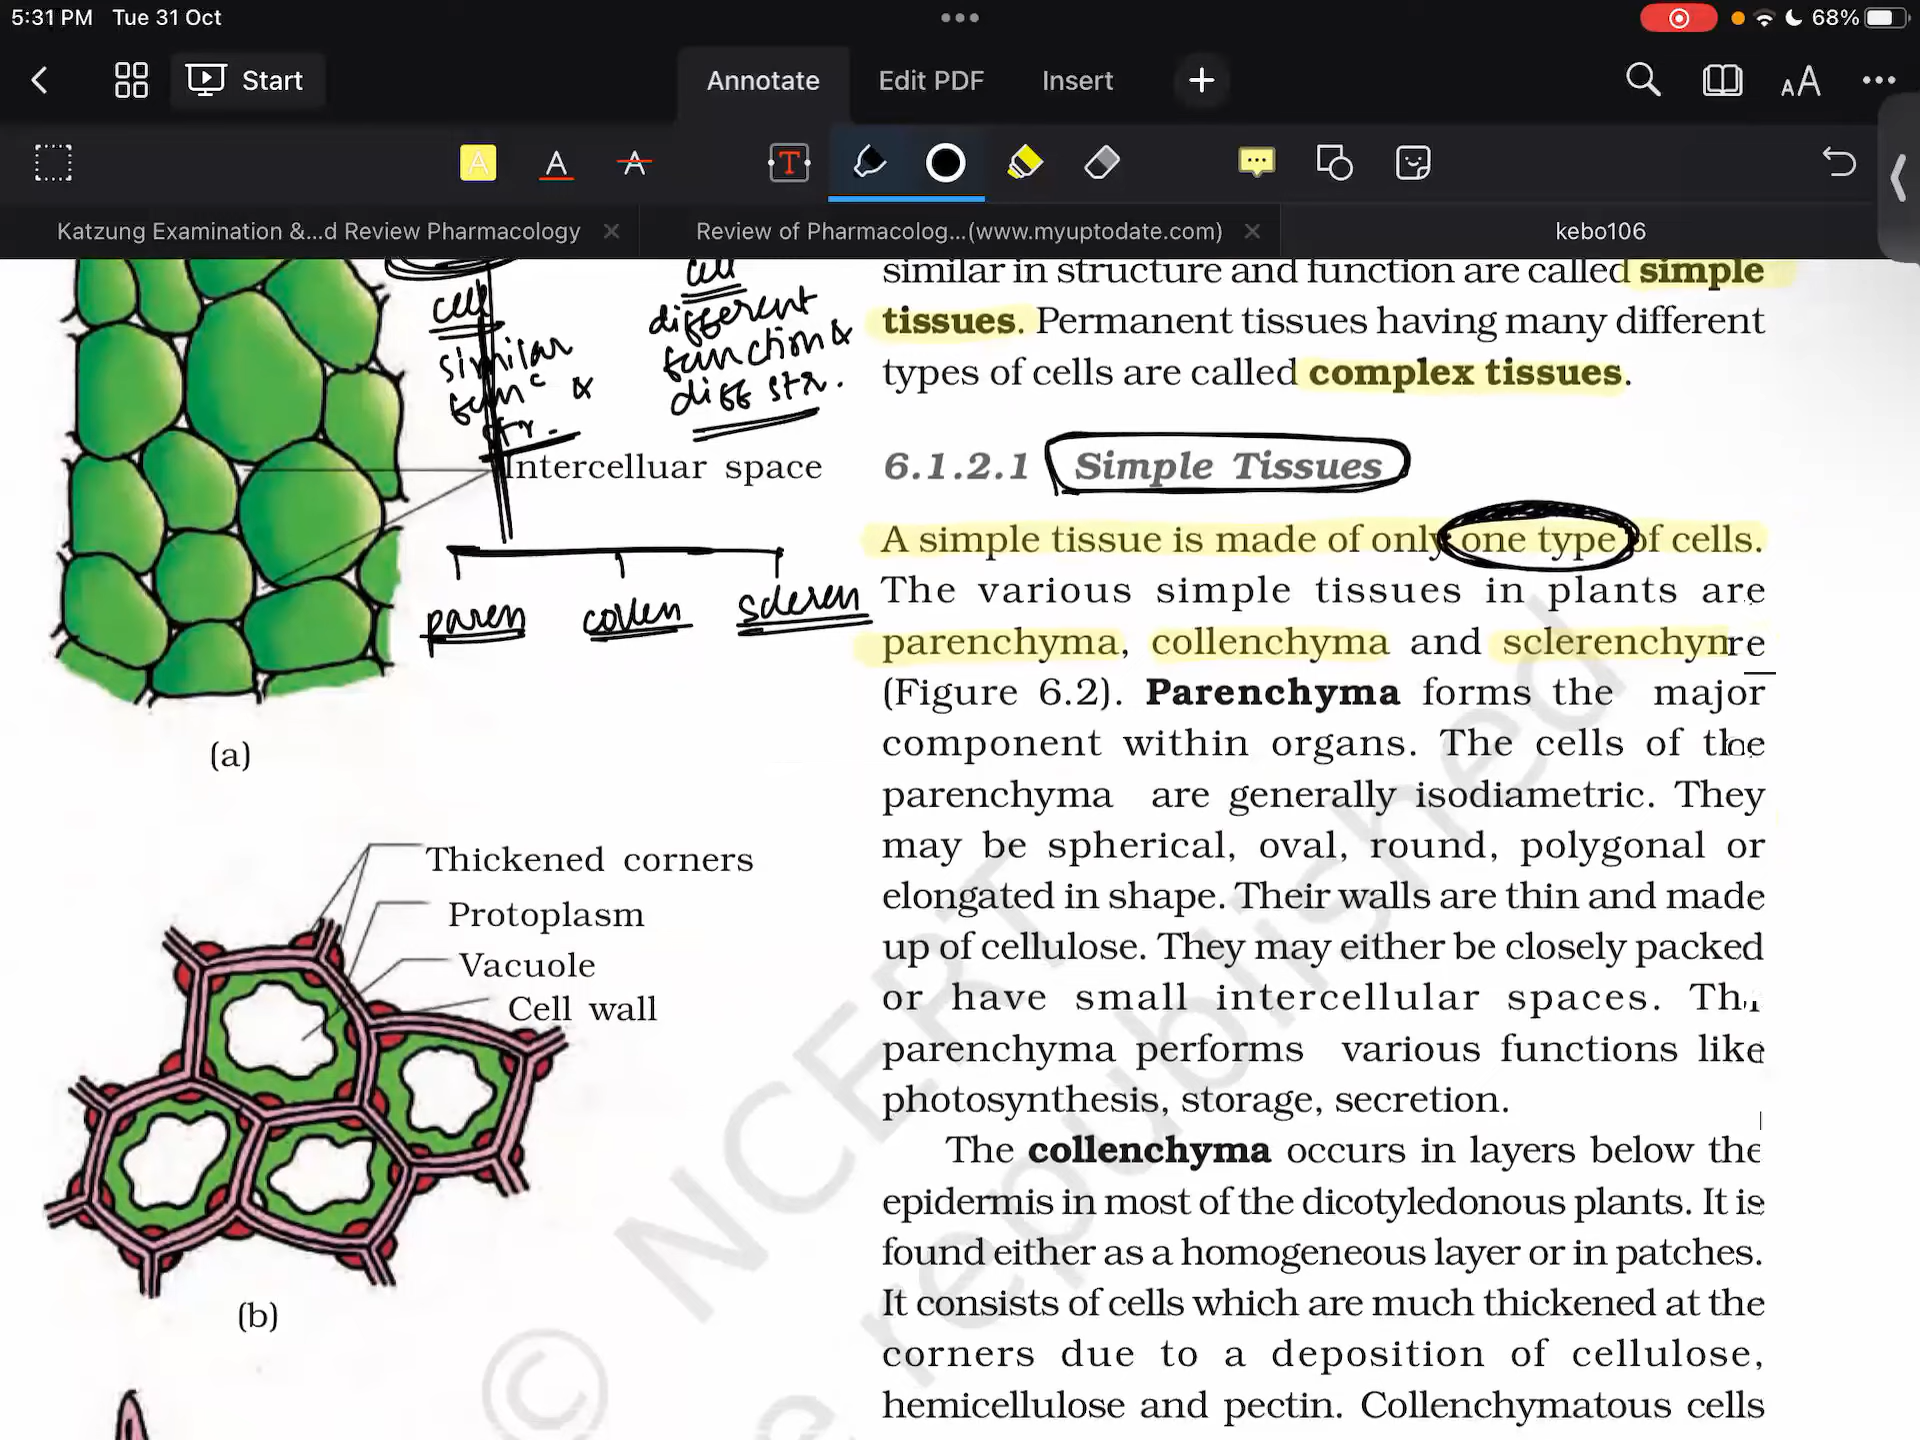 5:31 PM Tue 31 Oct
68%
Start
Annotate
Edit PDF
Insert
AA
A
A
A
T
Katzung Examination &...d Review Pharmacology
Review of Pharmacolog...(www.myuptodate.com)
kebo106
cell
similar
func &
str.
cell
different
function &
diff str.
Intercelluar space
paren
collen
scleren
(a)
Thickened corners
Protoplasm
Vacuole
Cell wall
(b)
similar in structure and function are called simple
tissues. Permanent tissues having many different
types of cells are called complex tissues.
6.1.2.1 Simple Tissues
A simple tissue is made of only one type of cells.
The various simple tissues in plants are
parenchyma, collenchyma and
(Figure 6.2). Parenchyma forms the major
component within organs. The cells of the
parenchyma are generally isodiametric. They
may be spherical, oval, round, polygonal or
elongated in shape. Their walls are thin and made
up of cellulose. They may either be closely packed
or have small intercellular spaces.
parenchyma performs various functions like
photosynthesis, storage, secretion.
The collenchyma occurs in layers below the
epidermis in most of the dicotyledonous plants. It is
found either as a homogeneous layer or in patches.
It consists of cells which are much thickened at the
corners due to a deposition of cellulose,
hemicellulose and pectin. Collenchymatous cells
© NCERT
republished